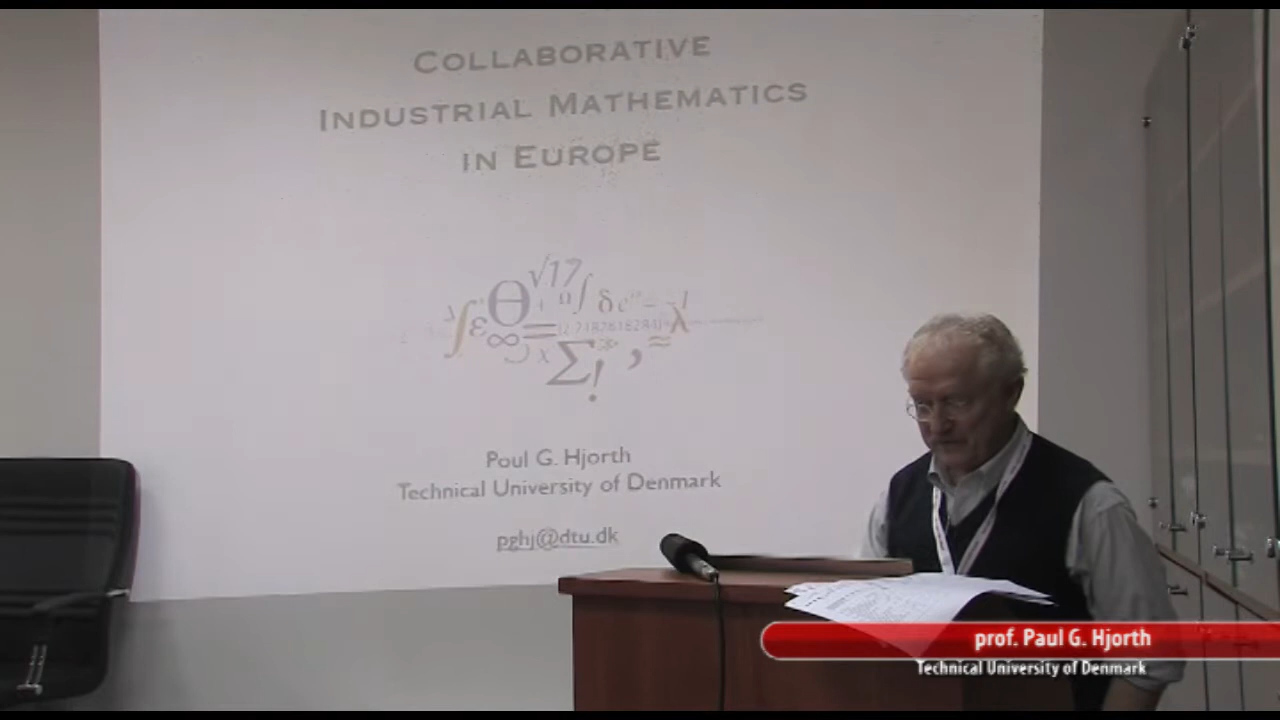 COLLABORATIVE
INDUSTRIAL MATHEMATICS
IN EUROPE
√17
Poul G. Hjorth
Technical University of Denmark
pghj@dtu.dk
prof. Paul G. Hjorth
Technical University of Denmark